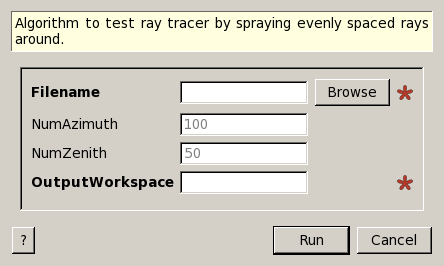 Algorithm to test ray tracer by spraying evenly spaced rays
around.
Filename Browse *
NumAzimuth 100
NumZenith 50
OutputWorkspace *
? Run Cancel